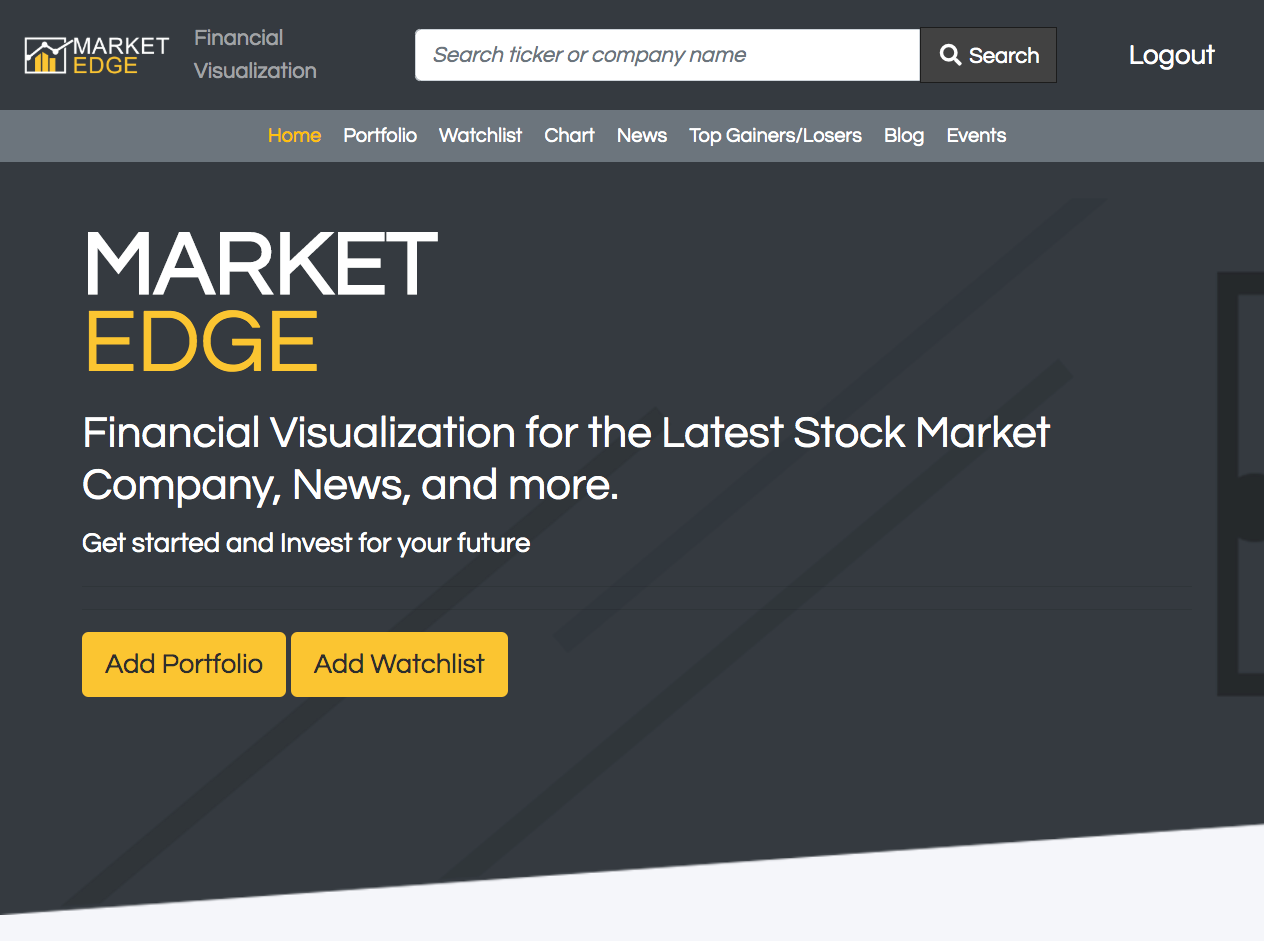 MARKET
EDGE
Financial
Visualization
Search ticker or company name
Search
Logout
Home Portfolio Watchlist Chart News Top Gainers/Losers Blog Events
MARKET
EDGE
Financial Visualization for the Latest Stock Market
Company, News, and more.
Get started and Invest for your future
Add Portfolio Add Watchlist